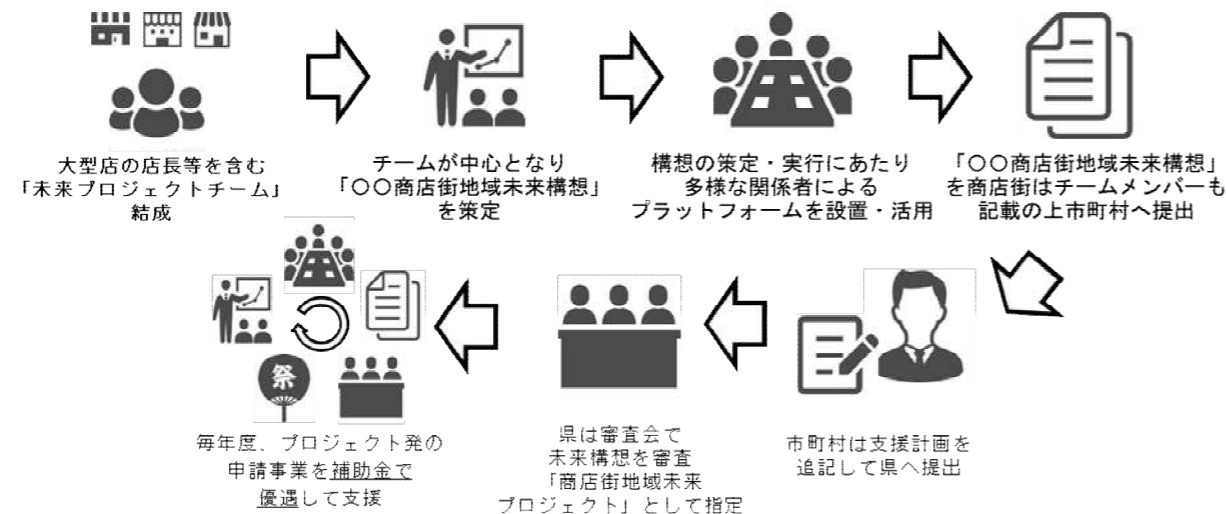 大型店の店長等を含む
「未来プロジェクトチーム」
結成
チームが中心となり
「〇〇商店街地域未来構想」
を策定
構想の策定・実行にあたり
多様な関係者による
プラットフォームを設置・活用
「〇〇商店街地域未来構想」
を商店街はチームメンバーも
記載の上市町村へ提出
市町村は支援計画を
追記して県へ提出
県は審査会で
未来構想を審査
「商店街地域未来
プロジェクト」として指定
祭
毎年度、プロジェクト発の
申請事業を補助金で
優遇して支援